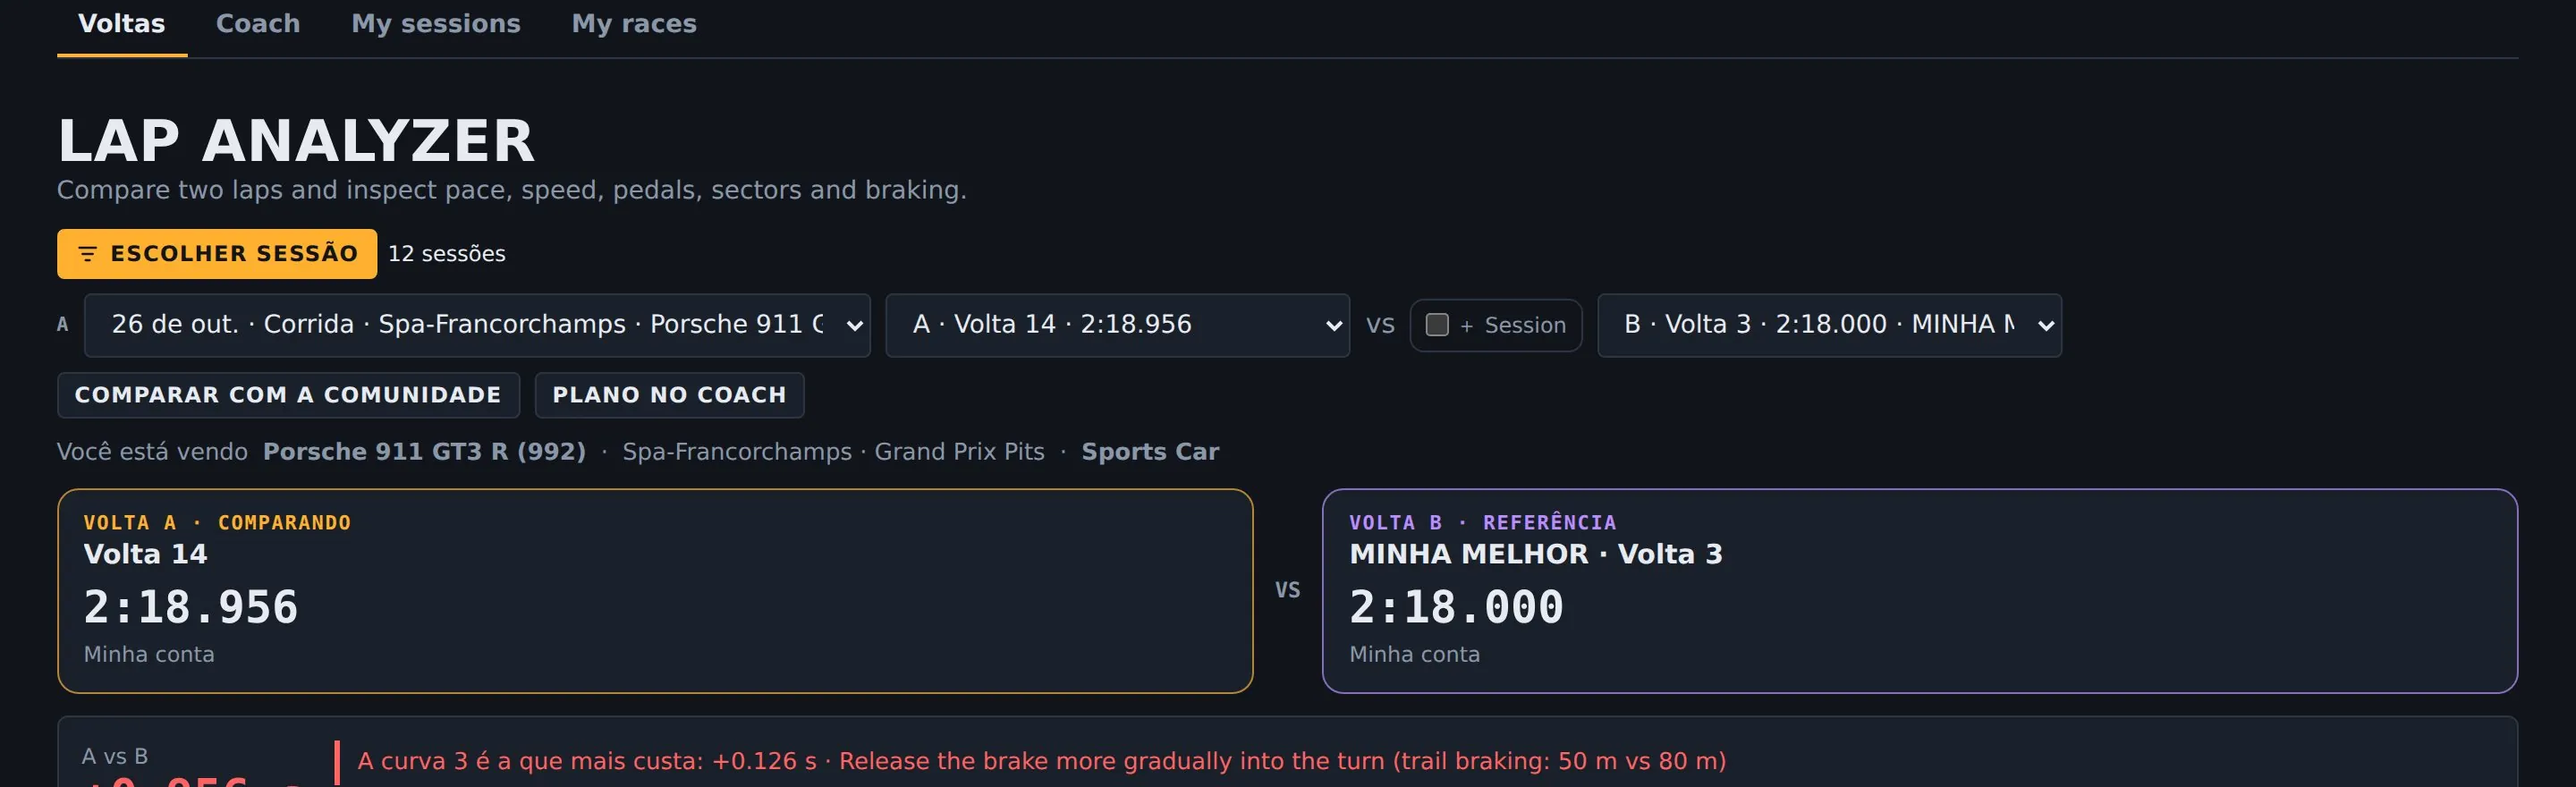 Voltas Coach My sessions My races
LAP ANALYZER
Compare two laps and inspect pace, speed, pedals, sectors and braking.
ESCOLHER SESSÃO 12 sessões
A 26 de out. · Corrida · Spa-Francorchamps · Porsche 911 A · Volta 14 · 2:18.956 vs + Session B · Volta 3 · 2:18.000 · MINHA
COMPARAR COM A COMUNIDADE PLANO NO COACH
Você está vendo Porsche 911 GT3 R (992) · Spa-Francorchamps · Grand Prix Pits · Sports Car
VOLTA A · COMPARANDO
Volta 14
2:18.956
Minha conta
VS
VOLTA B · REFERÊNCIA
MINHA MELHOR · Volta 3
2:18.000
Minha conta
A vs B
A curva 3 é a que mais custa: +0.126 s · Release the brake more gradually into the turn (trail braking: 50 m vs 80 m)